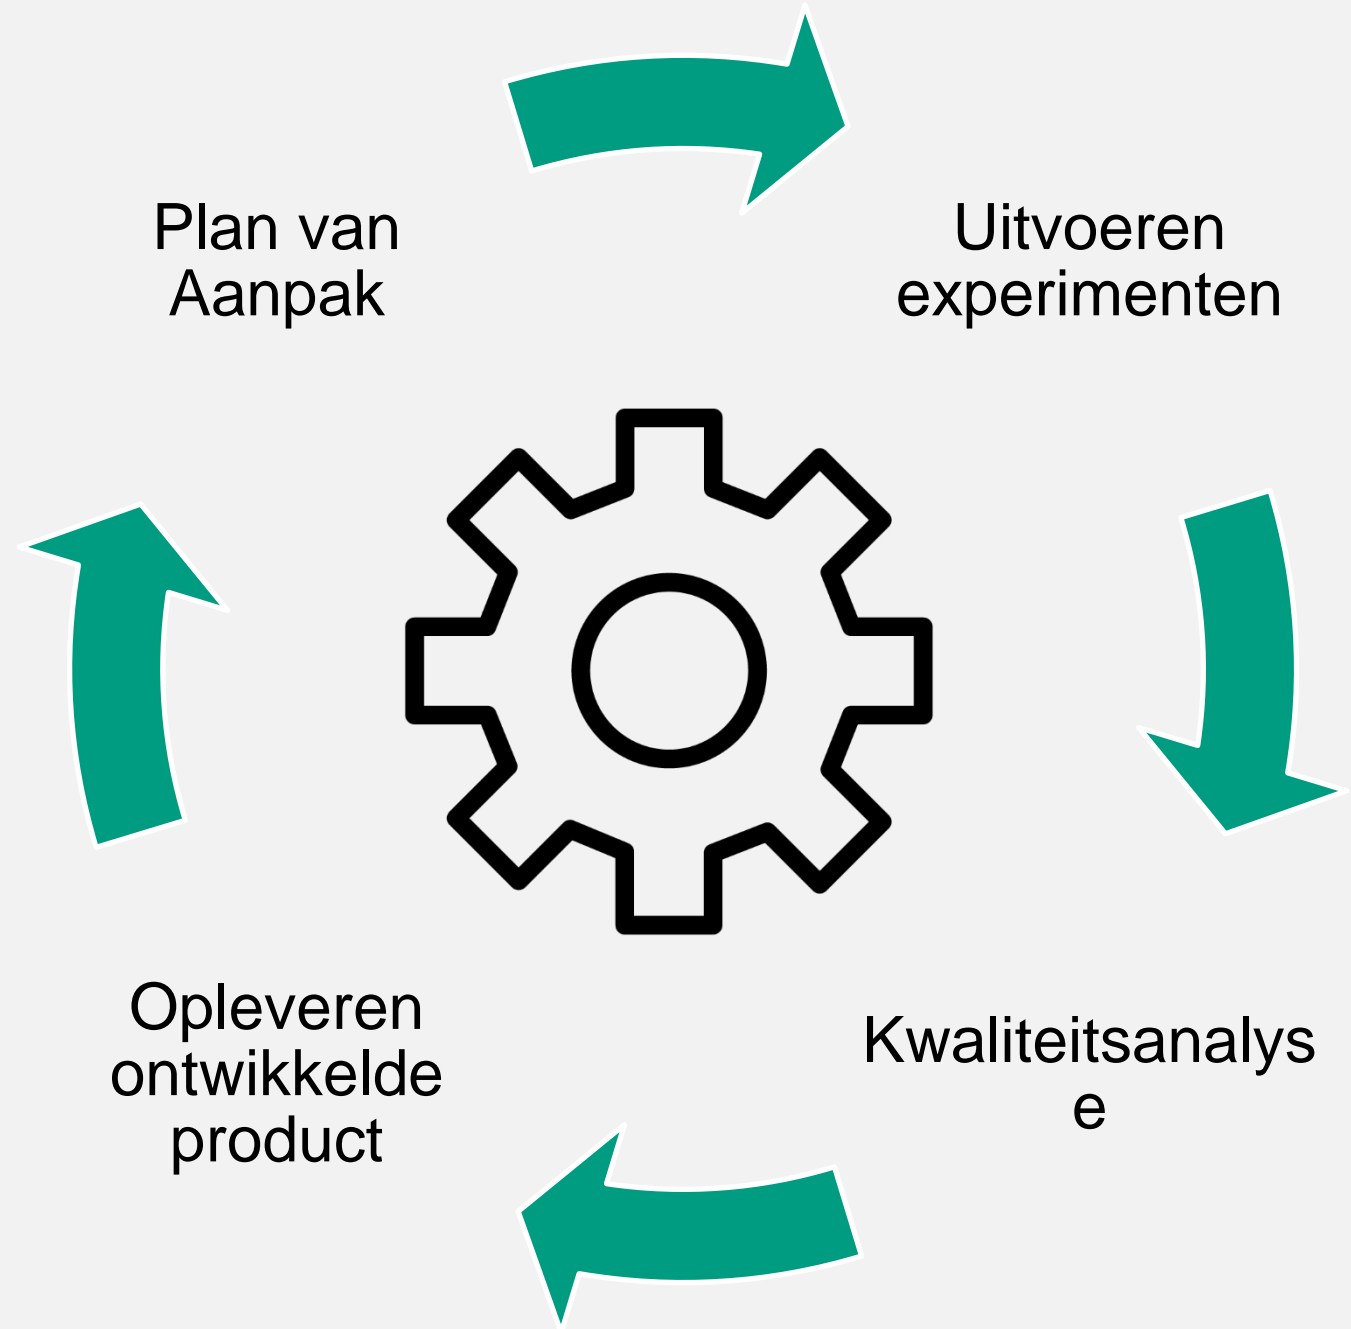 Plan van
Aanpak
Uitvoeren
experimenten
Kwaliteitsanalys
e
Opleveren
ontwikkelde
product